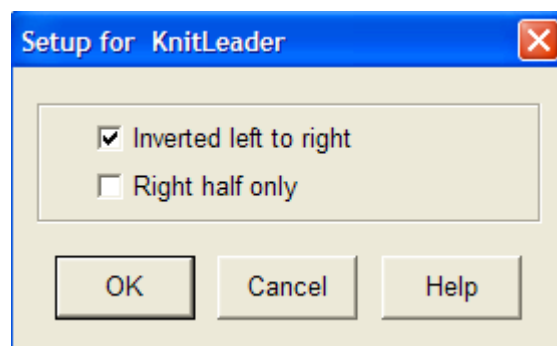 Setup for KnitLeader
Inverted left to right
Right half only
OK Cancel Help